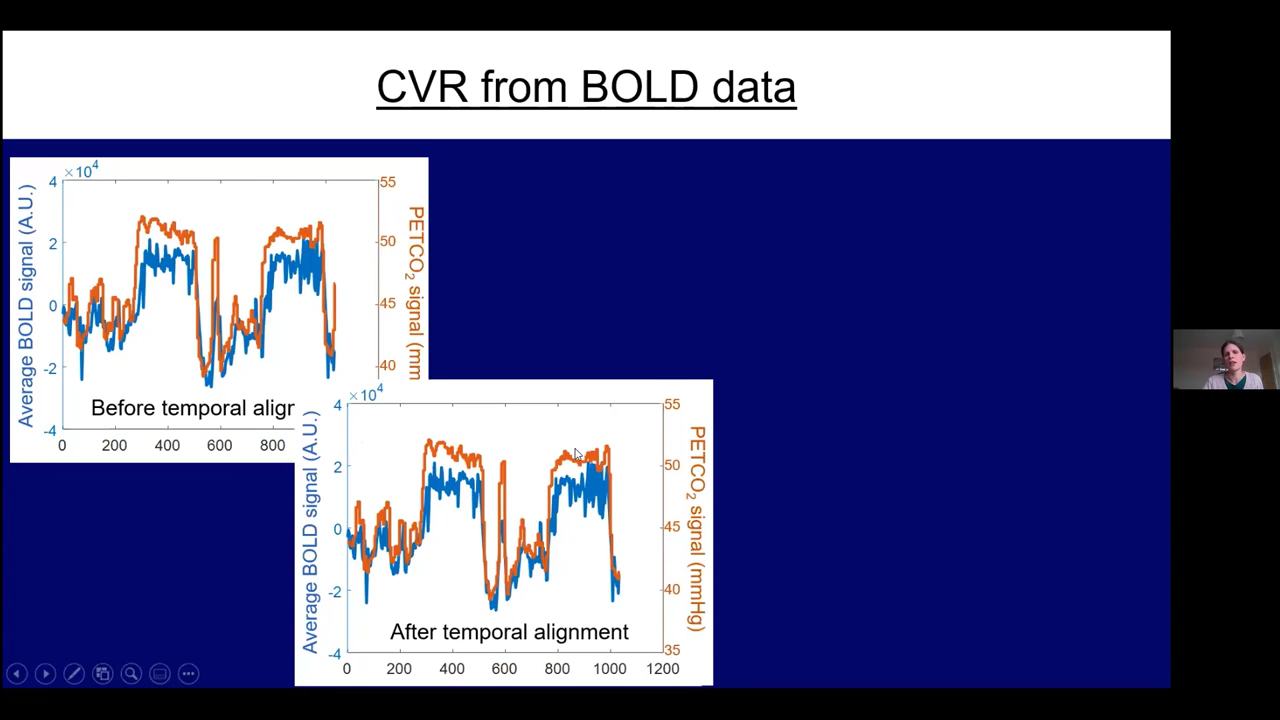 CVR from BOLD data
×10⁴
4
2
0
-2
-4
Average BOLD signal (A.U.)
55
50
45
40
PETCO₂ signal (mm
Before temporal align
0 200 400 600 800
×10⁴
4
2
0
-2
-4
Average BOLD signal (A.U.)
55
50
45
40
35
PETCO₂ signal (mmHg)
After temporal alignment
0 200 400 600 800 1000 1200